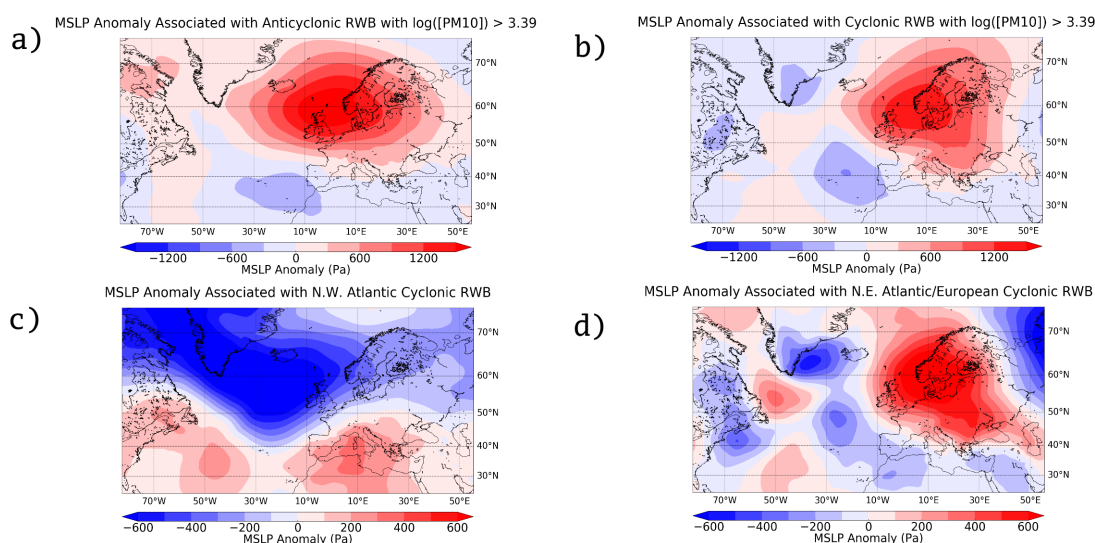 a)
MSLP Anomaly Associated with Anticyclonic RWB with log([PM10]) > 3.39
70°N
60°N
50°N
40°N
30°N
70°W 50°W 30°W 10°W 10°E 30°E 50°E
−1200 −600 0 600 1200
MSLP Anomaly (Pa)
b)
MSLP Anomaly Associated with Cyclonic RWB with log([PM10]) > 3.39
70°N
60°N
50°N
40°N
30°N
70°W 50°W 30°W 10°W 10°E 30°E 50°E
−1200 −600 0 600 1200
MSLP Anomaly (Pa)
c)
MSLP Anomaly Associated with N.W. Atlantic Cyclonic RWB
70°N
60°N
50°N
40°N
30°N
70°W 50°W 30°W 10°W 10°E 30°E 50°E
−600 −400 −200 0 200 400 600
MSLP Anomaly (Pa)
d)
MSLP Anomaly Associated with N.E. Atlantic/European Cyclonic RWB
70°N
60°N
50°N
40°N
30°N
70°W 50°W 30°W 10°W 10°E 30°E 50°E
−600 −400 −200 0 200 400 600
MSLP Anomaly (Pa)